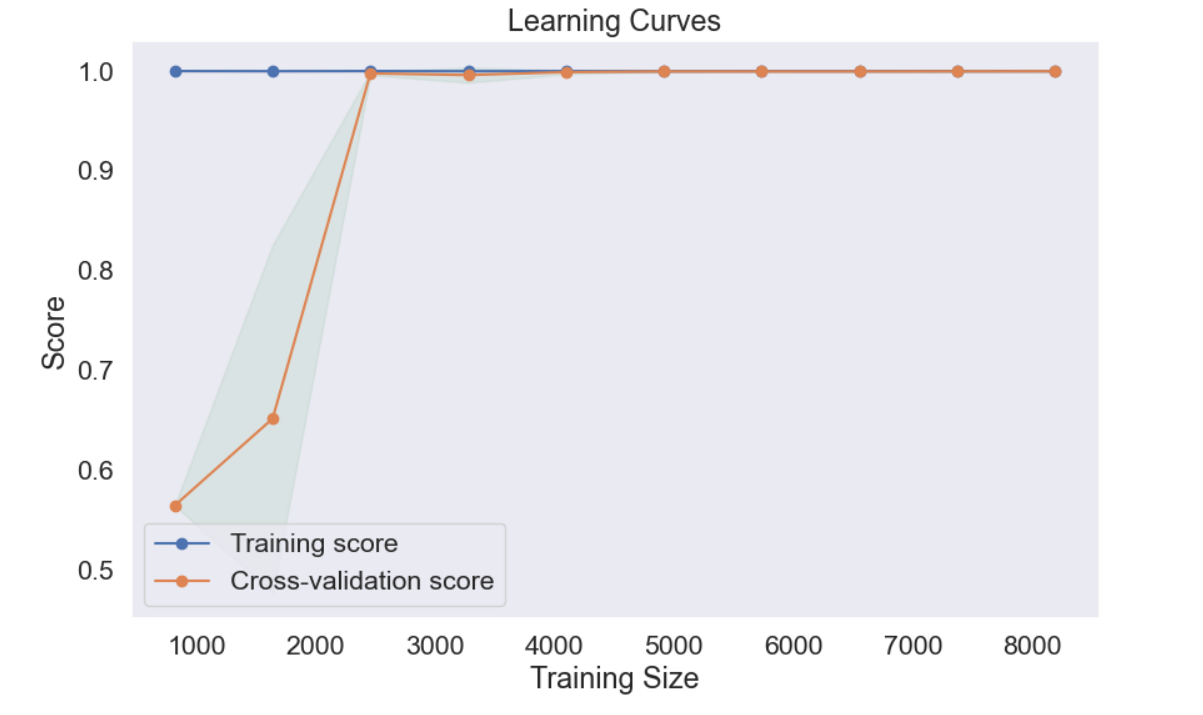 Learning Curves
1.0
0.9
0.8
0.7
0.6
0.5
Score
Training score
Cross-validation score
1000 2000 3000 4000 5000 6000 7000 8000
Training Size